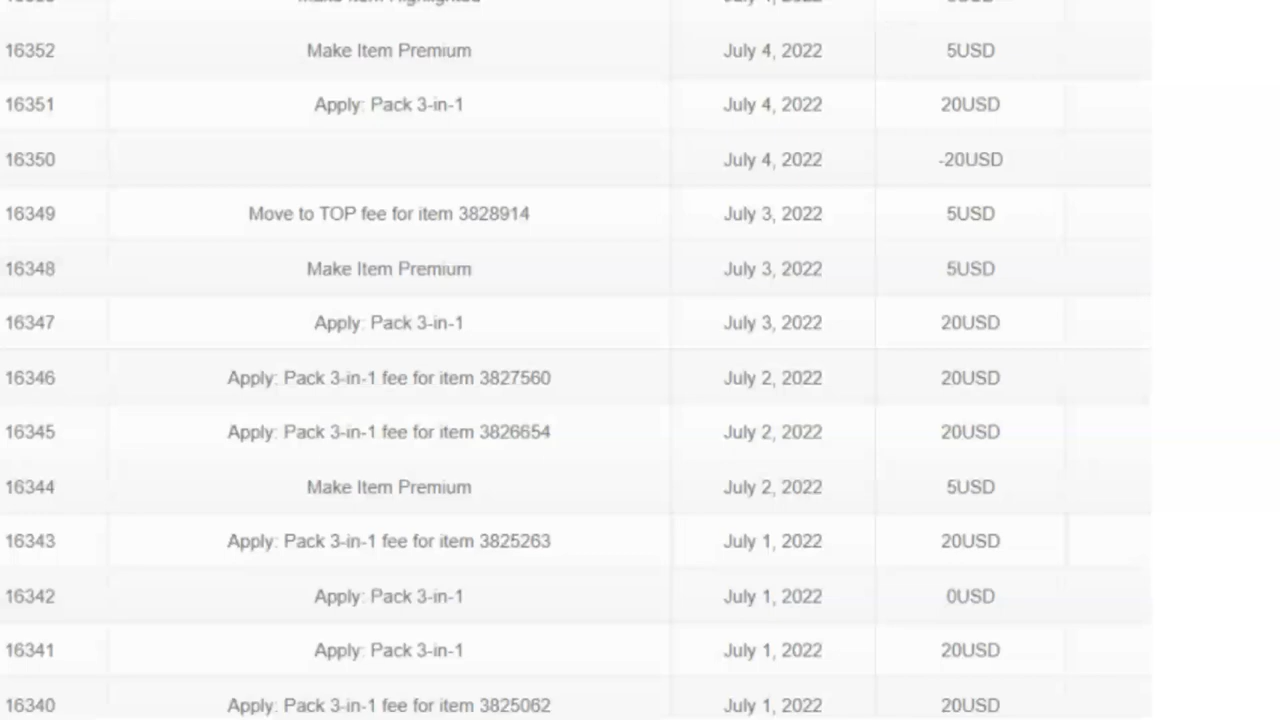 16352 Make Item Premium July 4, 2022 5USD
16351 Apply: Pack 3-in-1 July 4, 2022 20USD
16350 July 4, 2022 -20USD
16349 Move to TOP fee for item 3828914 July 3, 2022 5USD
16348 Make Item Premium July 3, 2022 5USD
16347 Apply: Pack 3-in-1 July 3, 2022 20USD
16346 Apply: Pack 3-in-1 fee for item 3827560 July 2, 2022 20USD
16345 Apply: Pack 3-in-1 fee for item 3826654 July 2, 2022 20USD
16344 Make Item Premium July 2, 2022 5USD
16343 Apply: Pack 3-in-1 fee for item 3825263 July 1, 2022 20USD
16342 Apply: Pack 3-in-1 July 1, 2022 0USD
16341 Apply: Pack 3-in-1 July 1, 2022 20USD
16340 Apply: Pack 3-in-1 fee for item 3825062 July 1, 2022 20USD